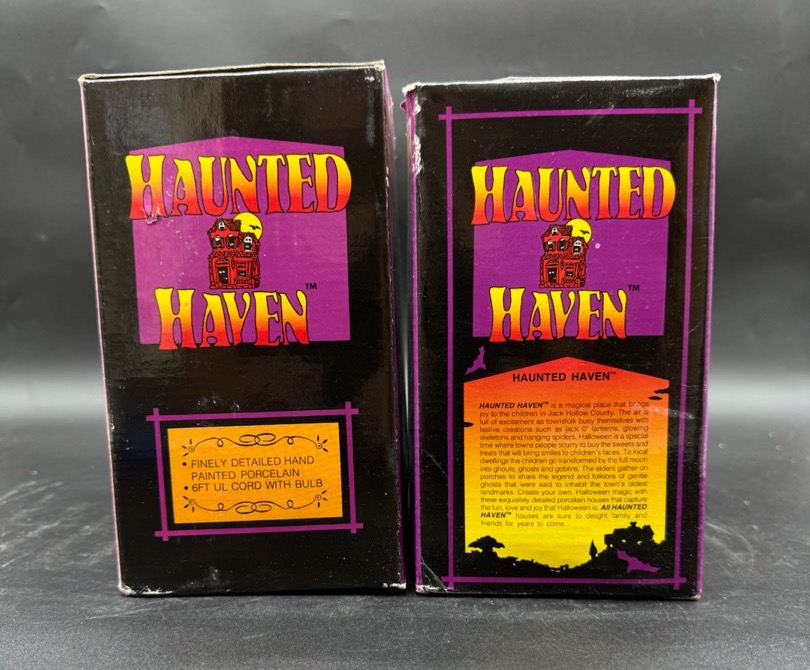 HAUNTED
HAVEN™
• FINELY DETAILED HAND
PAINTED PORCELAIN
• 6FT UL CORD WITH BULB
HAUNTED
HAVEN™
HAUNTED HAVEN™
HAUNTED HAVEN™ is a magical place that brings
joy to the children in Jack Hollow County. The air is
full of excitement as townsfolk busy themselves with
festive creations such as jack O' lanterns, glowing
skeletons and hanging spiders. Halloween is a special
time where towns people scurry to buy the sweets and
treats that will bring smiles to children's faces. To local
dwellings the children go transformed by the full moon
into ghouls, ghosts and goblins. The elders gather on
porches to share the legend and folklore of gentle
ghosts that were said to inhabit the town's oldest
landmarks. Create your own Halloween magic with
these exquisitely detailed porcelain houses that capture
the fun, love and joy that Halloween is. All HAUNTED
HAVEN™ houses are sure to delight family and
friends for years to come.